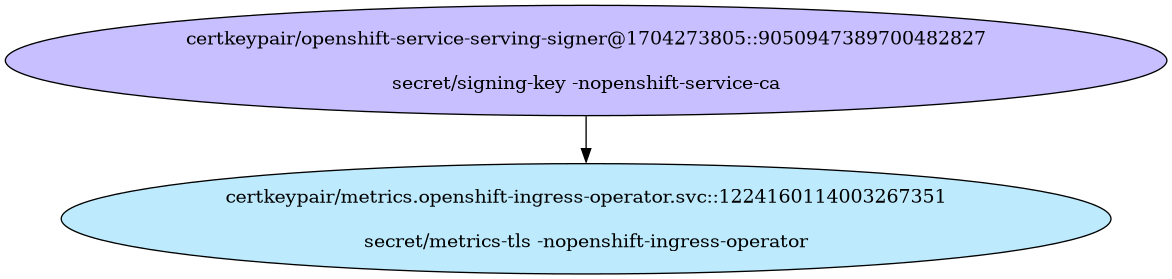 certkeypair/openshift-service-serving-signer@1704273805::9050947389700482827
secret/signing-key -nopenshift-service-ca
certkeypair/metrics.openshift-ingress-operator.svc::1224160114003267351
secret/metrics-tls -nopenshift-ingress-operator